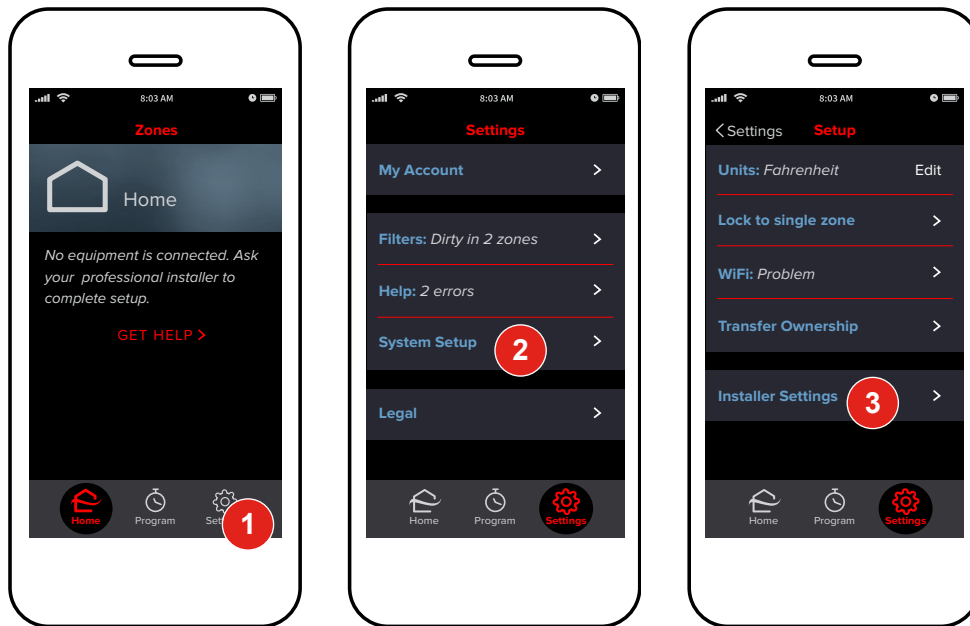 8:03 AM
Zones
Home
No equipment is connected. Ask
your professional installer to
complete setup.
GET HELP >
Home
Program
1
8:03 AM
Settings
My Account >
Filters: Dirty in 2 zones >
Help: 2 errors >
System Setup 2 >
Legal >
Home
Program
Settings
8:03 AM
< Settings Setup
Units: Fahrenheit Edit
Lock to single zone >
WiFi: Problem >
Transfer Ownership >
Installer Settings 3 >
Home
Program
Settings